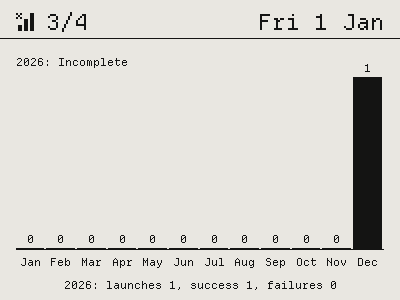 3/4 Fri 1 Jan
2026: Incomplete
1
0 0 0 0 0 0 0 0 0 0 0
Jan Feb Mar Apr May Jun Jul Aug Sep Oct Nov Dec
2026: launches 1, success 1, failures 0